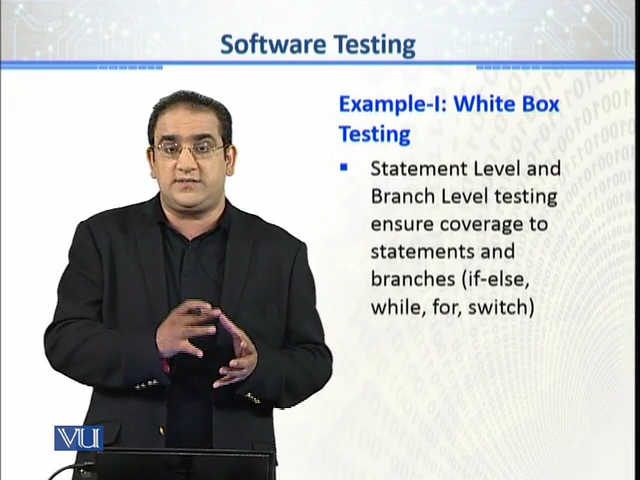 Software Testing
Example-I: White Box
Testing
Statement Level and
Branch Level testing
ensure coverage to
statements and
branches (if-else,
while, for, switch)
VU